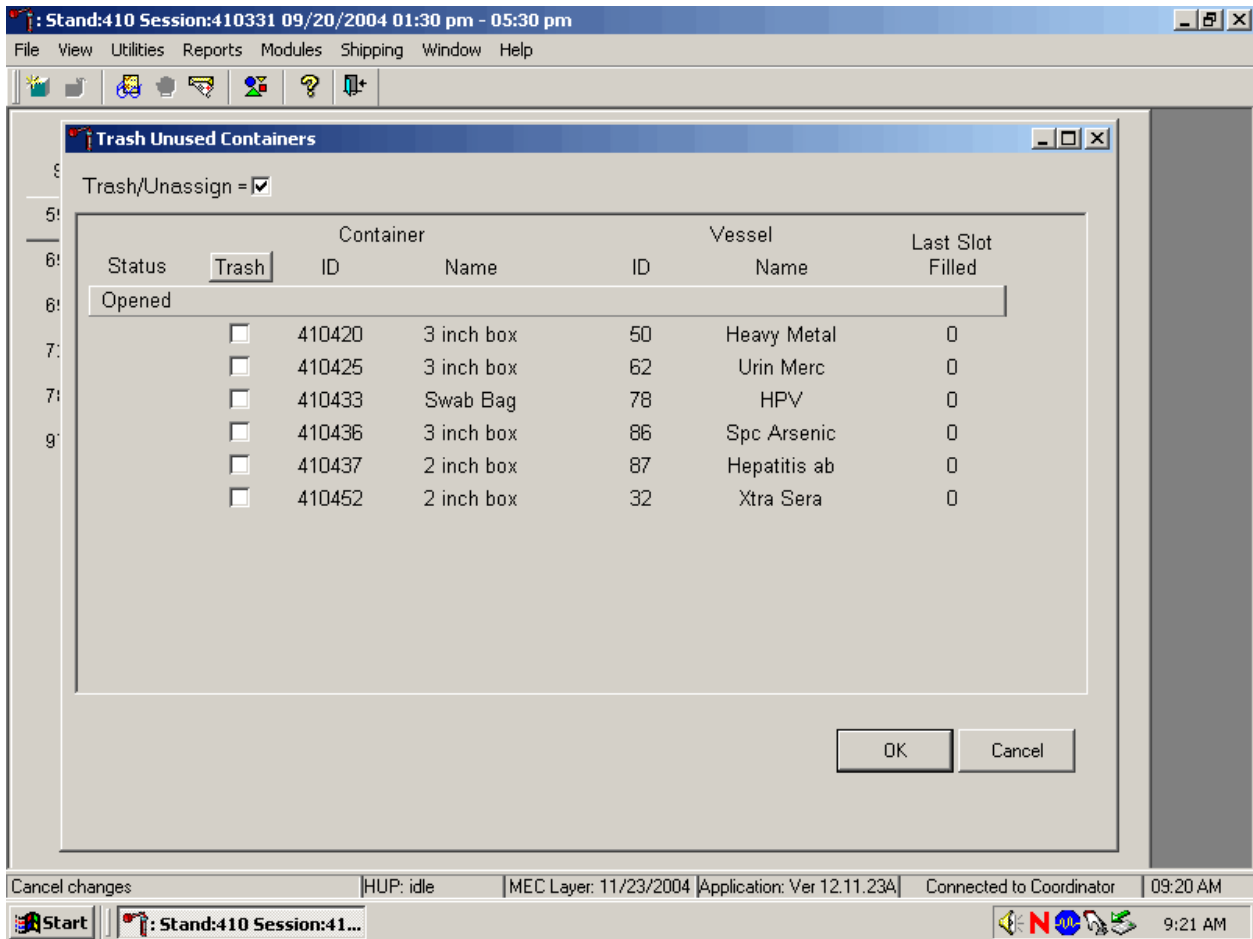 : Stand:410 Session:410331 09/20/2004 01:30 pm - 05:30 pm
File View Utilities Reports Modules Shipping Window Help
Trash Unused Containers
Trash/Unassign =
Container Vessel Last Slot
Status Trash ID Name ID Name Filled
Opened
410420 3 inch box 50 Heavy Metal 0
410425 3 inch box 62 Urin Merc 0
410433 Swab Bag 78 HPV 0
410436 3 inch box 86 Spc Arsenic 0
410437 2 inch box 87 Hepatitis ab 0
410452 2 inch box 32 Xtra Sera 0
OK Cancel
Cancel changes HUP: idle MEC Layer: 11/23/2004 Application: Ver 12.11.23A Connected to Coordinator 09:20 AM
Start : Stand:410 Session:41... N 9:21 AM